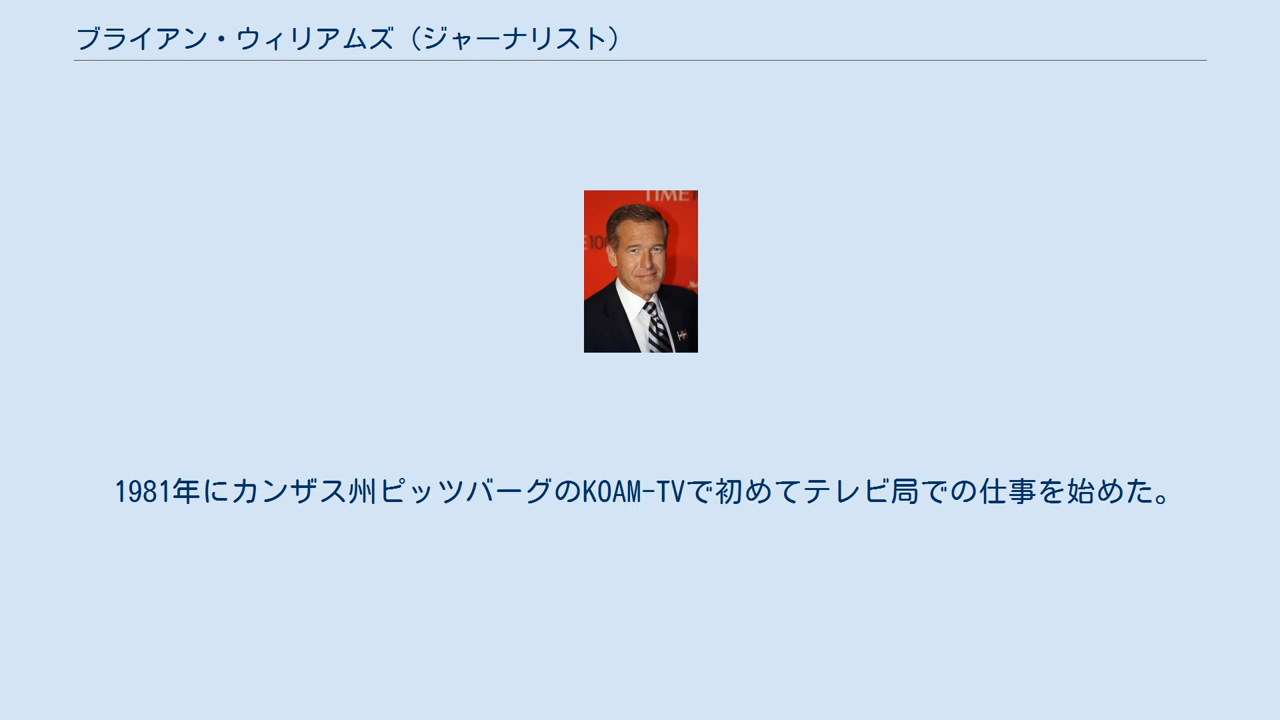 ブライアン・ウィリアムズ（ジャーナリスト）
TIME
100
1981年にカンザス州ピッツバーグのKOAM-TVで初めてテレビ局での仕事を始めた。